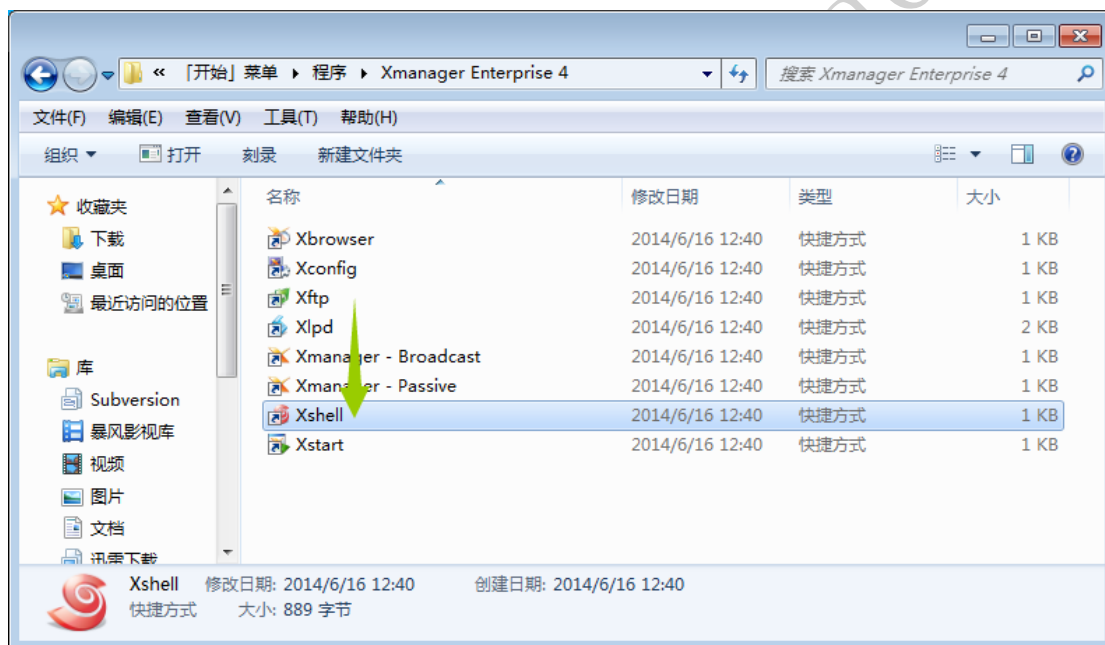 « 「开始」菜单 ▸ 程序 ▸ Xmanager Enterprise 4 搜索 Xmanager Enterprise 4
文件(F) 编辑(E) 查看(V) 工具(T) 帮助(H)
组织 打开 刻录 新建文件夹
名称 修改日期 类型 大小
收藏夹
下载
桌面
最近访问的位置
库
Subversion
暴风影视库
视频
图片
文档
迅雷下载
Xbrowser 2014/6/16 12:40 快捷方式 1 KB
Xconfig 2014/6/16 12:40 快捷方式 1 KB
Xftp 2014/6/16 12:40 快捷方式 1 KB
Xlpd 2014/6/16 12:40 快捷方式 2 KB
Xmanager - Broadcast 2014/6/16 12:40 快捷方式 1 KB
Xmanager - Passive 2014/6/16 12:40 快捷方式 1 KB
Xshell 2014/6/16 12:40 快捷方式 1 KB
Xstart 2014/6/16 12:40 快捷方式 1 KB
Xshell 修改日期: 2014/6/16 12:40 创建日期: 2014/6/16 12:40
快捷方式 大小: 889 字节